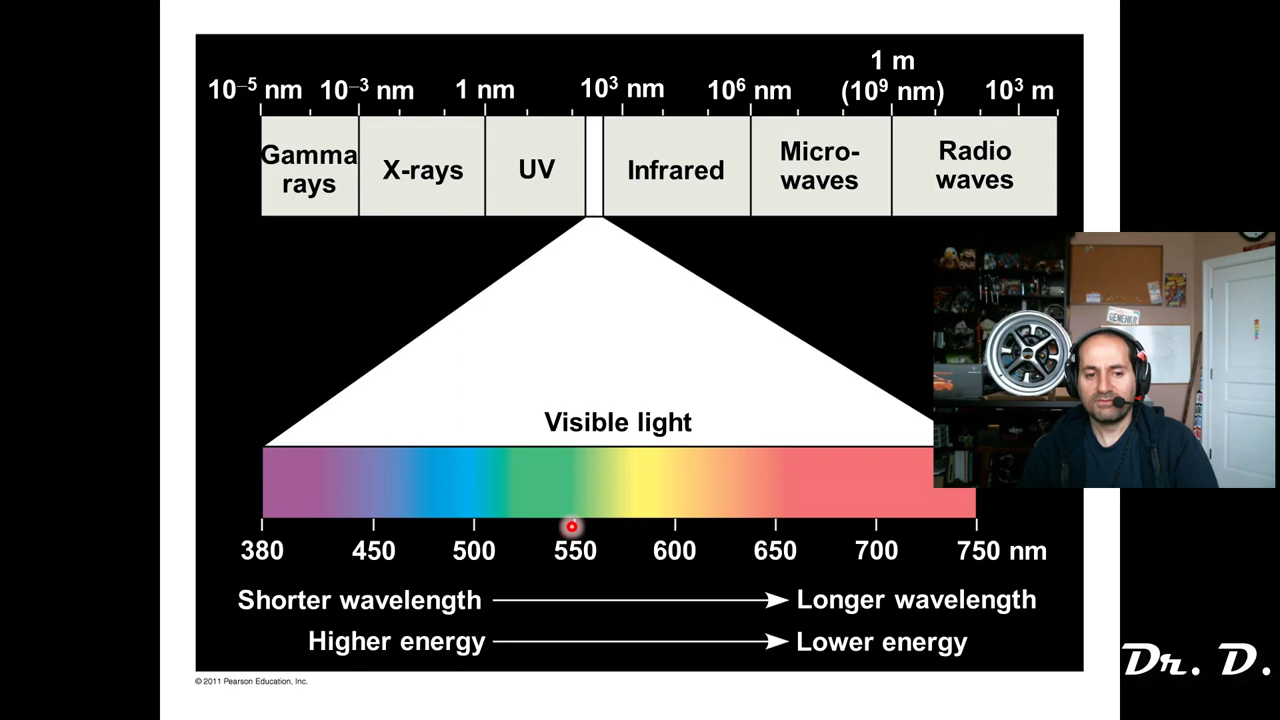 1 m
10⁻⁵ nm 10⁻³ nm 1 nm 10³ nm 10⁶ nm (10⁹ nm) 10³ m
Gamma
rays
X-rays
UV
Infrared
Micro-
waves
Radio
waves
GENEHKR
Visible light
380 450 500 550 600 650 700 750 nm
Shorter wavelength Longer wavelength
Higher energy Lower energy
© 2011 Pearson Education, Inc.
Dr. D.